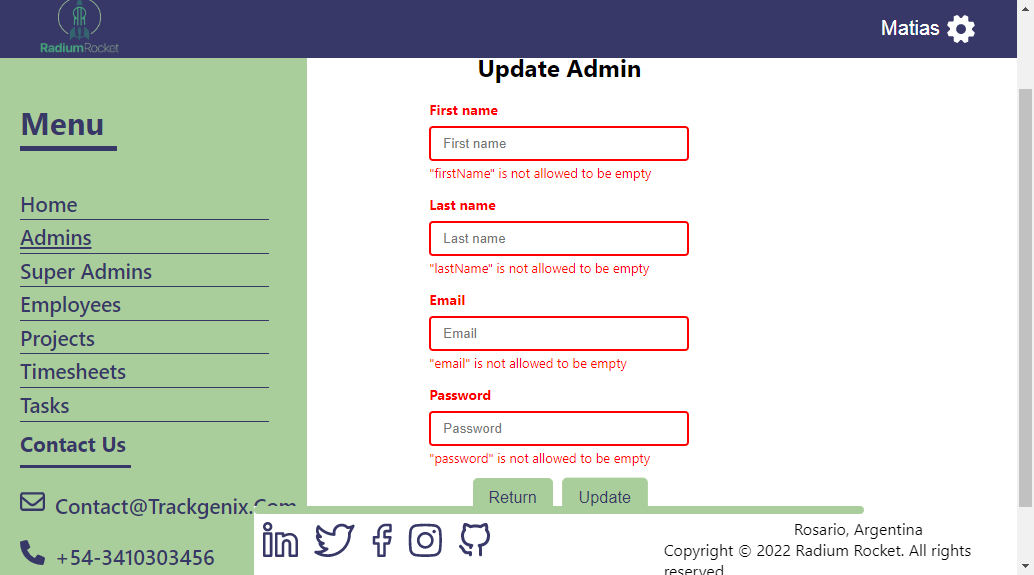 RadiumRocket
Matias
Menu
Home
Admins
Super Admins
Employees
Projects
Timesheets
Tasks
Contact Us
Contact@Trackgenix.Com
+54-3410303456
Update Admin
First name
First name
"firstName" is not allowed to be empty
Last name
Last name
"lastName" is not allowed to be empty
Email
Email
"email" is not allowed to be empty
Password
Password
"password" is not allowed to be empty
Return Update
Rosario, Argentina
Copyright © 2022 Radium Rocket. All rights
reserved